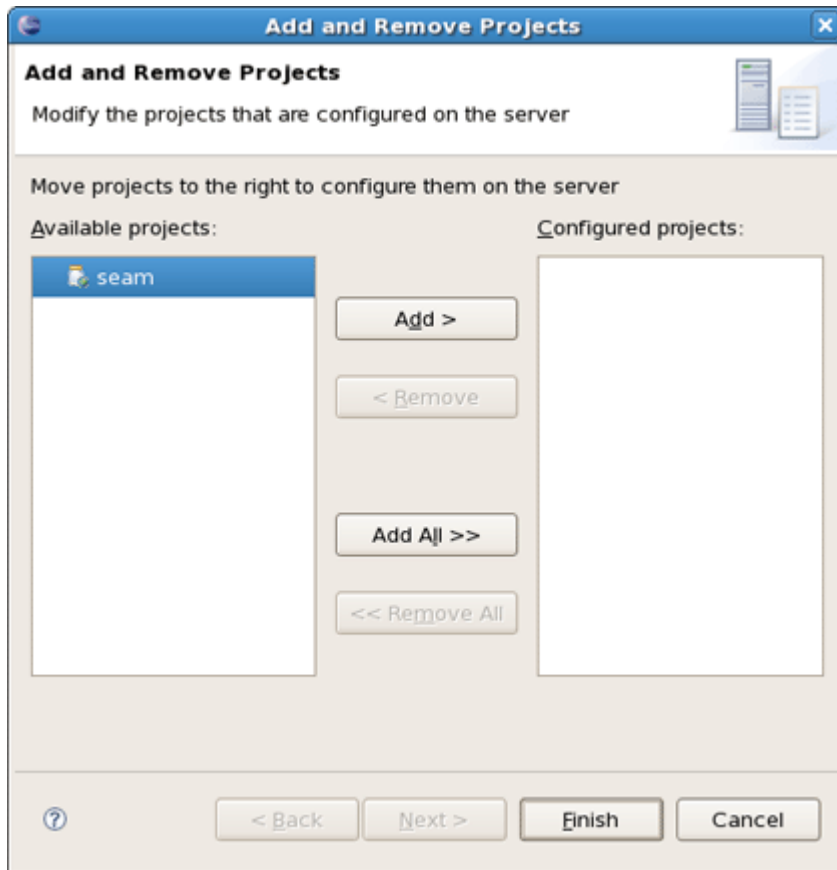 Add and Remove Projects
Add and Remove Projects
Modify the projects that are configured on the server
Move projects to the right to configure them on the server
Available projects:
Configured projects:
seam
Add >
< Remove
Add All >>
<< Remove All
< Back
Next >
Finish
Cancel